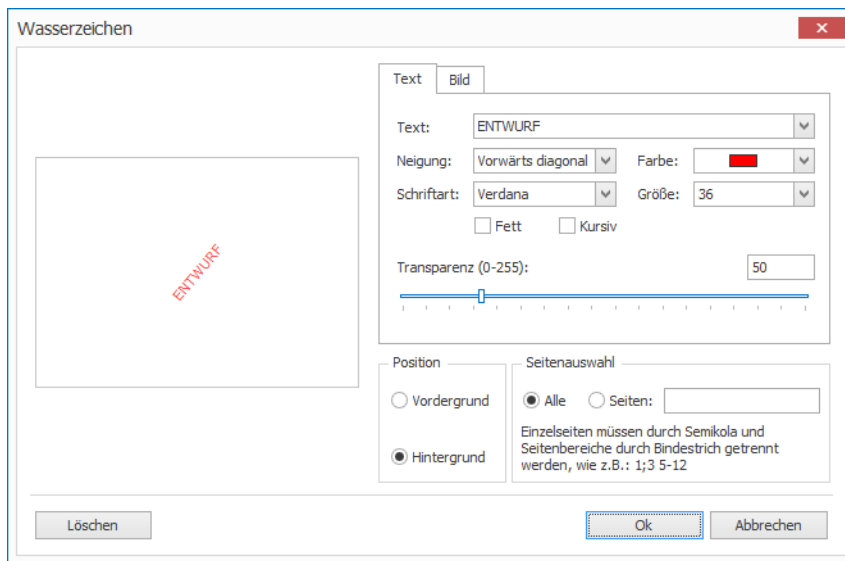 Wasserzeichen
Text Bild
Text: ENTWURF
Neigung: Vorwärts diagonal Farbe:
Schriftart: Verdana Größe: 36
Fett Kursiv
Transparenz (0-255): 50
ENTWURF
Position
Vordergrund
Hintergrund
Seitenauswahl
Alle Seiten:
Einzelseiten müssen durch Semikola und
Seitenbereiche durch Bindestrich getrennt
werden, wie z.B.: 1;3 5-12
Löschen Ok Abbrechen